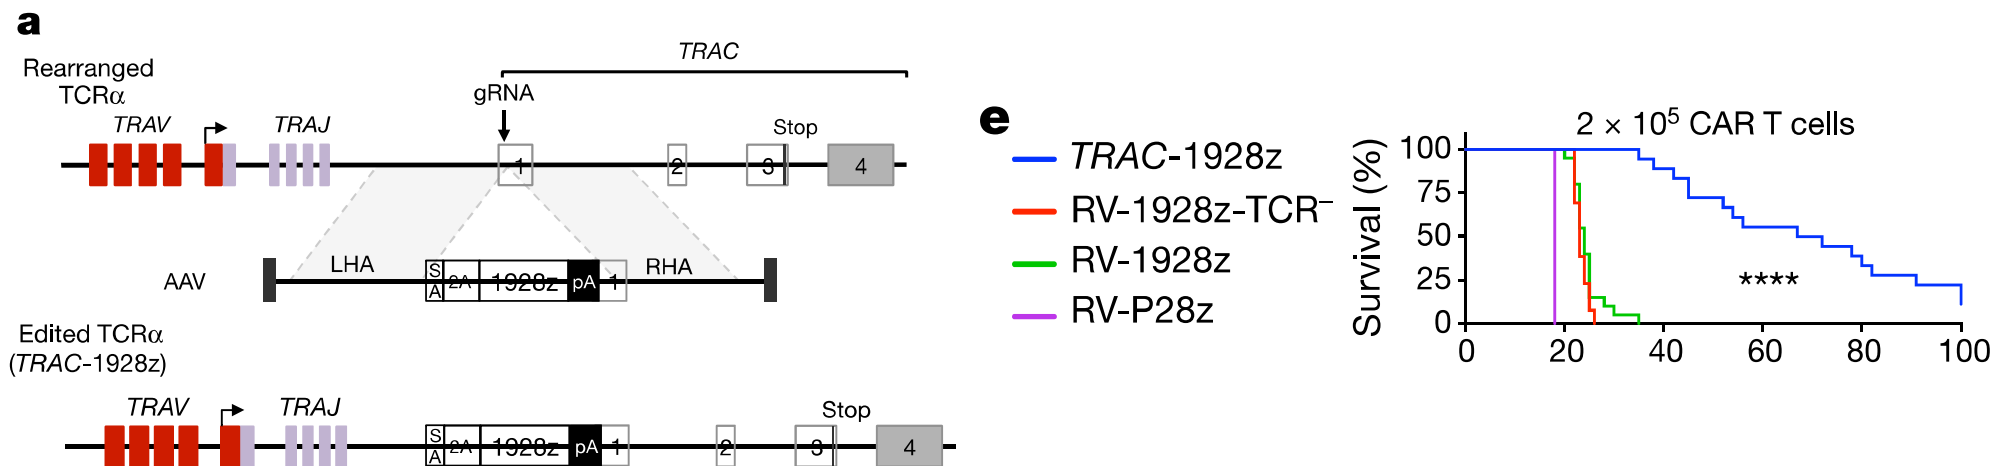 a
TRAC
Rearranged
TCRα
gRNA
TRAV
TRAJ
Stop
1
2
3
4
LHA
RHA
AAV
SA
2A
1928z
pA
1
Edited TCRα
(TRAC-1928z)
TRAV
TRAJ
Stop
SA
2A
1928z
pA
1
2
3
4
e
TRAC-1928z
RV-1928z-TCR⁻
RV-1928z
RV-P28z
2 × 10⁵ CAR T cells
Survival (%)
100
75
50
25
0
****
0 20 40 60 80 100